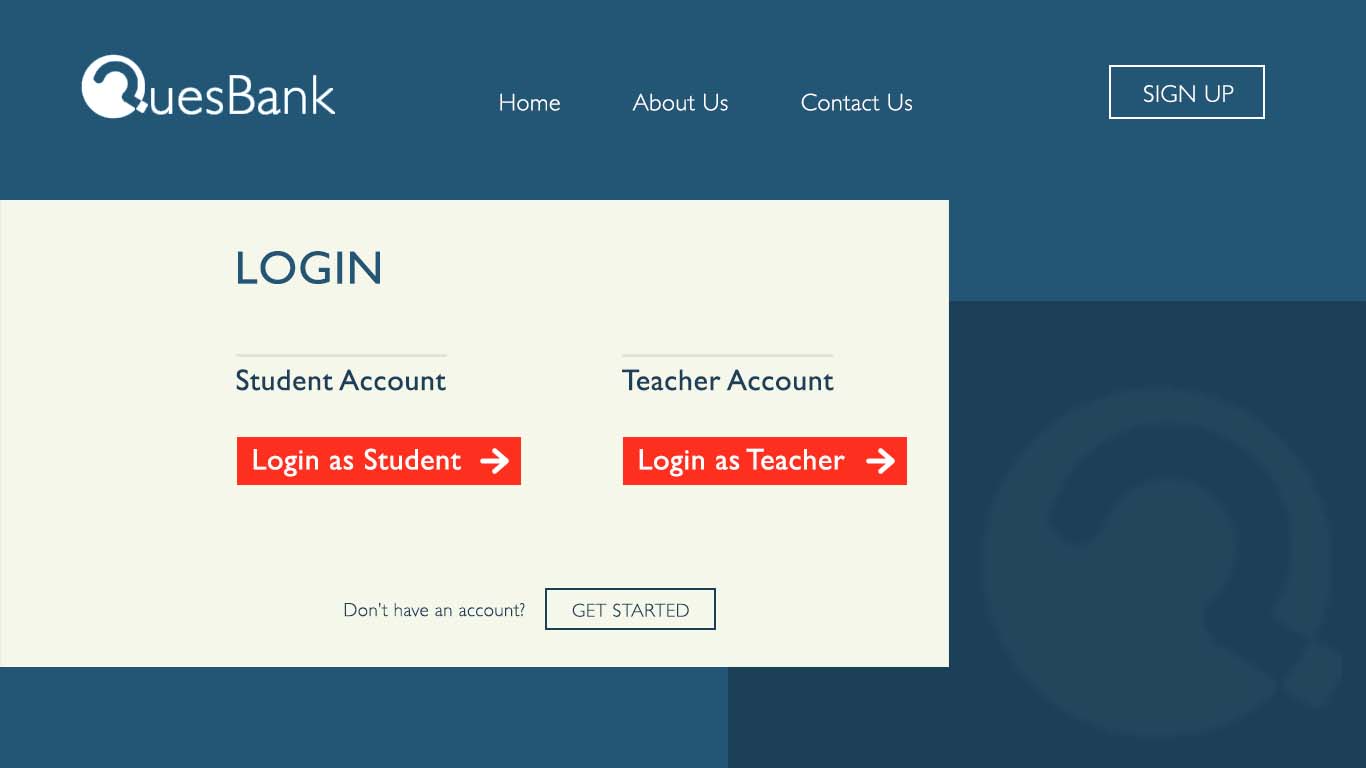 QuesBank
Home About Us Contact Us
SIGN UP
LOGIN
Student Account
Teacher Account
Login as Student
Login as Teacher
Don't have an account?
GET STARTED